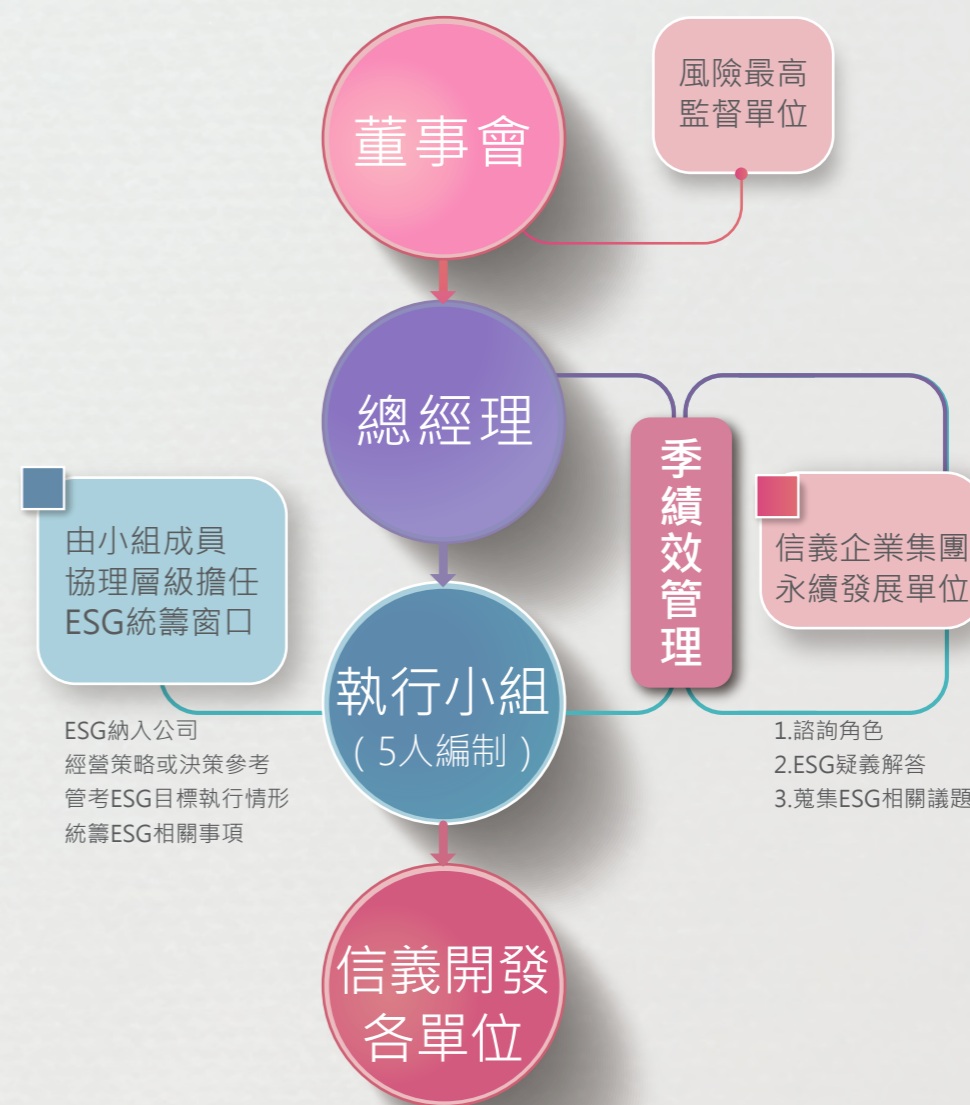 董事會
風險最高
監督單位
總經理
季績效管理
由小組成員
協理層級擔任
ESG統籌窗口
信義企業集團
永續發展單位
執行小組
(5人編制)
ESG納入公司
經營策略或決策參考
管考ESG目標執行情形
統籌ESG相關事項
1.諮詢角色
2.ESG疑義解答
3.蒐集ESG相關議題
信義開發
各單位